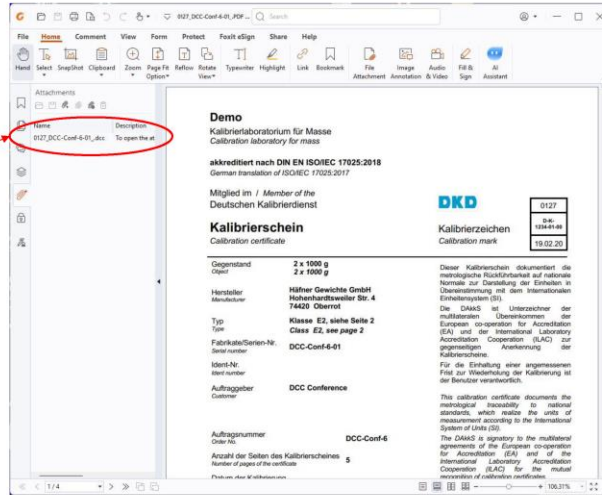 0127_DCC-Conf-6-01_.PDF ...
Search
File Home Comment View Form Protect Foxit eSign Share Help
Hand Select SnapShot Clipboard Zoom Page Fit Option Reflow Rotate View Typewriter Highlight Link Bookmark File Attachment Image Annotation Audio & Video Fill & Sign AI Assistant
Attachments
Name Description
0127_DCC-Conf-6-01_.dcc To open the at
Demo
Kalibrierlaboratorium für Masse
Calibration laboratory for mass
akkreditiert nach DIN EN ISO/IEC 17025:2018
German translation of ISO/IEC 17025:2017
Mitglied im / Member of the
Deutschen Kalibrierdienst
DKD
0127
D-K-
1234-01-00
19.02.20
Kalibrierschein
Calibration certificate
Kalibrierzeichen
Calibration mark
Gegenstand 2 x 1000 g
Object 2 x 1000 g
Hersteller Häfner Gewichte GmbH
Manufacturer Hohenhardtsweiler Str. 4
74420 Oberrot
Typ Klasse E2, siehe Seite 2
Type Class E2, see page 2
Fabrikate/Serien-Nr. DCC-Conf-6-01
Serial number
Ident-Nr.
Ident number
Auftraggeber DCC Conference
Customer
Auftragsnummer DCC-Conf-6
Order No.
Anzahl der Seiten des Kalibrierscheines 5
Number of pages of the certificate
Datum der Kalibrierung
Dieser Kalibrierschein dokumentiert die
metrologische Rückführbarkeit auf nationale
Normale zur Darstellung der Einheiten in
Übereinstimmung mit dem Internationalen
Einheitensystem (SI).
Die DAkkS ist Unterzeichner der
multilateralen Übereinkommen der
European co-operation for Accreditation
(EA) und der International Laboratory
Accreditation Cooperation (ILAC) zur
gegenseitigen Anerkennung der
Kalibrierscheine.
Für die Einhaltung einer angemessenen
Frist zur Wiederholung der Kalibrierung ist
der Benutzer verantwortlich.
This calibration certificate documents the
metrological traceability to national
standards, which realize the units of
measurement according to the International
System of Units (SI).
The DAkkS is signatory to the multilateral
agreements of the European co-operation
for Accreditation (EA) and of the
International Laboratory Accreditation
Cooperation (ILAC) for the mutual
recognition of calibration certificates.
1 / 4
106.31%